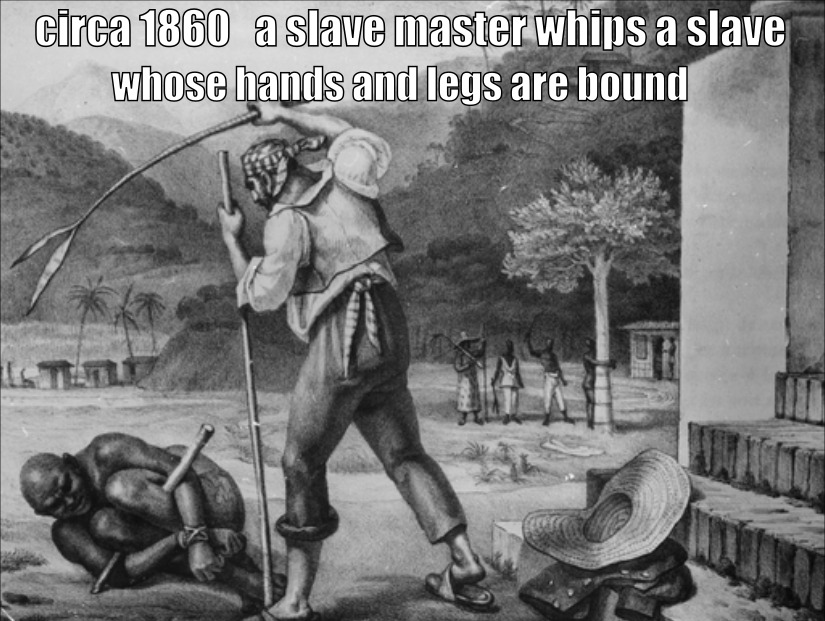 circa 1860 a slave master whips a slave
whose hands and legs are bound